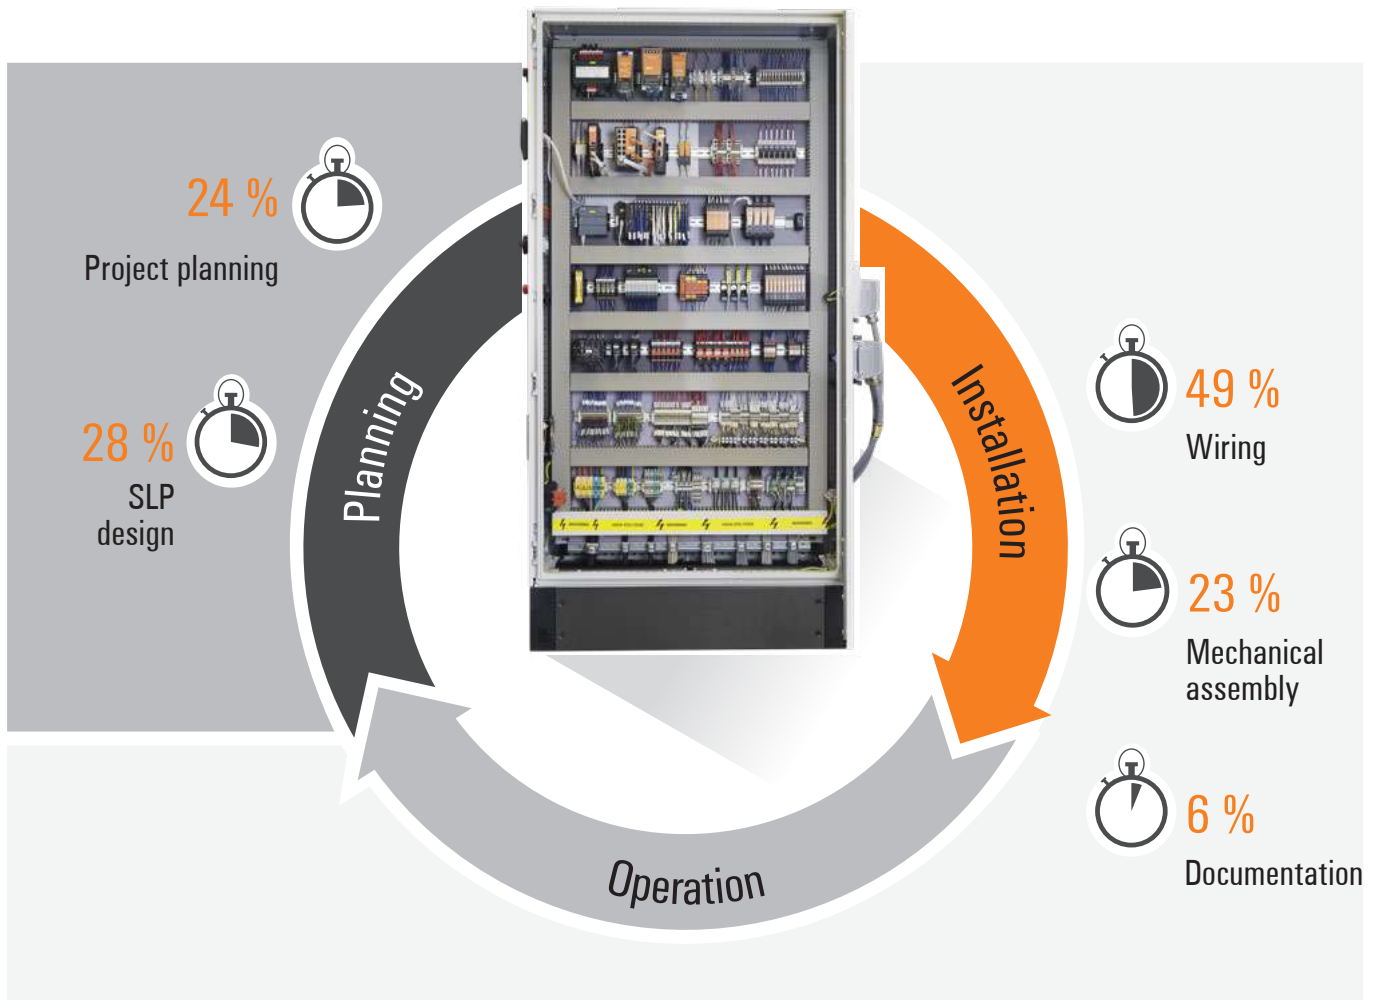 24 %
Project planning
28 %
SLP
design
Planning
Installation
Operation
49 %
Wiring
23 %
Mechanical
assembly
6 %
Documentation